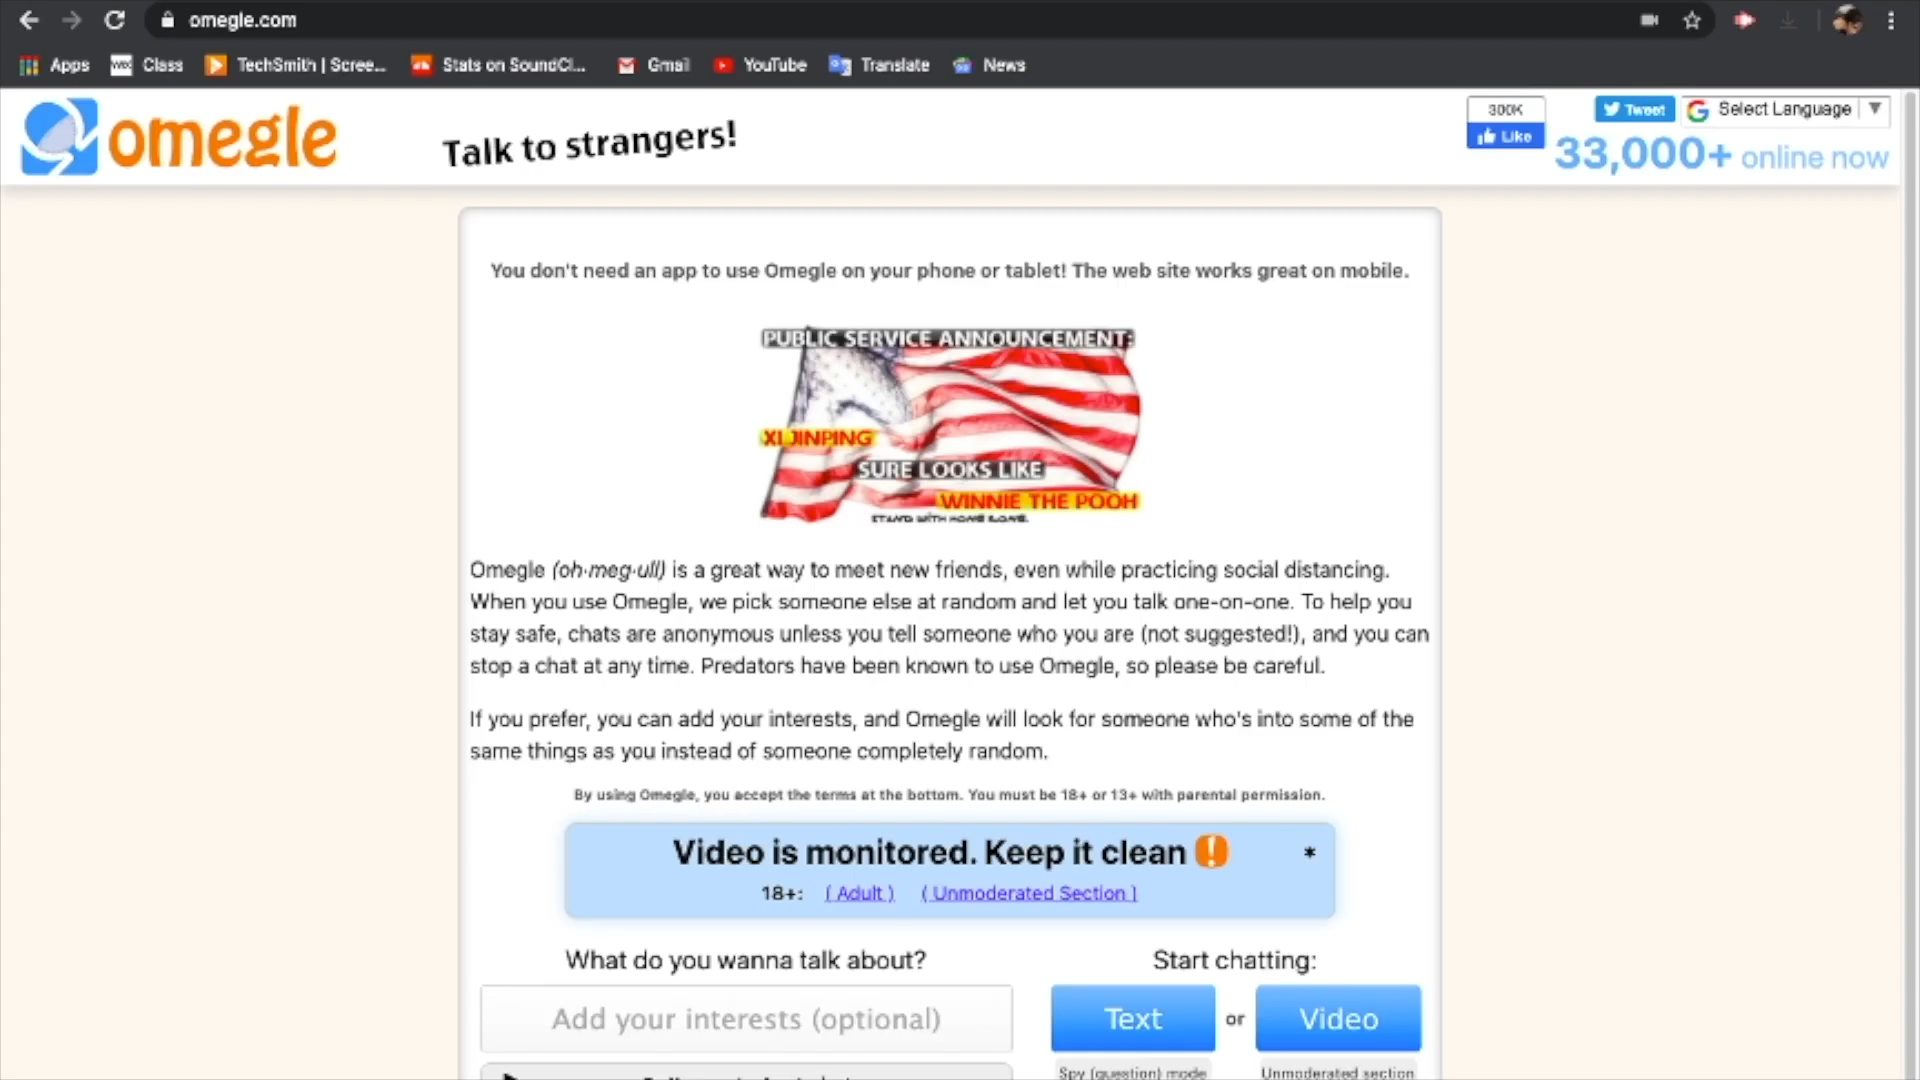 omegle.com
Apps Class TechSmith | Scree... Stats on SoundCl... Gmail YouTube Translate News
omegle Talk to strangers! 300K Like Tweet Select Language
33,000+ online now
You don't need an app to use Omegle on your phone or tablet! The web site works great on mobile.
PUBLIC SERVICE ANNOUNCEMENT:
XI JINPING
SURE LOOKS LIKE
WINNIE THE POOH
STAND WITH HONG KONG.
Omegle (oh·meg·ull) is a great way to meet new friends, even while practicing social distancing.
When you use Omegle, we pick someone else at random and let you talk one-on-one. To help you
stay safe, chats are anonymous unless you tell someone who you are (not suggested!), and you can
stop a chat at any time. Predators have been known to use Omegle, so please be careful.
If you prefer, you can add your interests, and Omegle will look for someone who's into some of the
same things as you instead of someone completely random.
By using Omegle, you accept the terms at the bottom. You must be 18+ or 13+ with parental permission.
Video is monitored. Keep it clean ! *
18+: ( Adult ) ( Unmoderated Section )
What do you wanna talk about? Start chatting:
Add your interests (optional) Text or Video
Spy (question) mode Unmoderated section